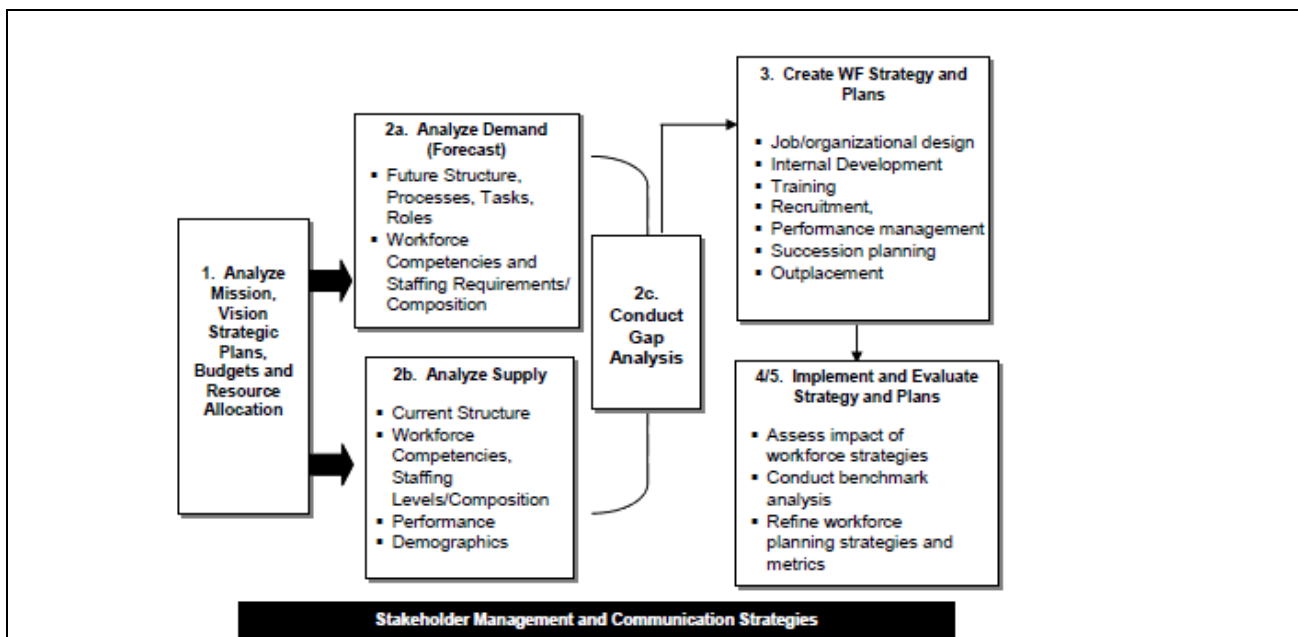 1. Analyze
Mission,
Vision
Strategic
Plans,
Budgets and
Resource
Allocation
2a. Analyze Demand
(Forecast)
▪ Future Structure,
Processes, Tasks,
Roles
▪ Workforce
Competencies and
Staffing Requirements/
Composition
2b. Analyze Supply
▪ Current Structure
▪ Workforce
Competencies,
Staffing
Levels/Composition
▪ Performance
▪ Demographics
2c.
Conduct
Gap
Analysis
3. Create WF Strategy and
Plans
▪ Job/organizational design
▪ Internal Development
▪ Training
▪ Recruitment,
▪ Performance management
▪ Succession planning
▪ Outplacement
4/5. Implement and Evaluate
Strategy and Plans
▪ Assess impact of
workforce strategies
▪ Conduct benchmark
analysis
▪ Refine workforce
planning strategies and
metrics
Stakeholder Management and Communication Strategies